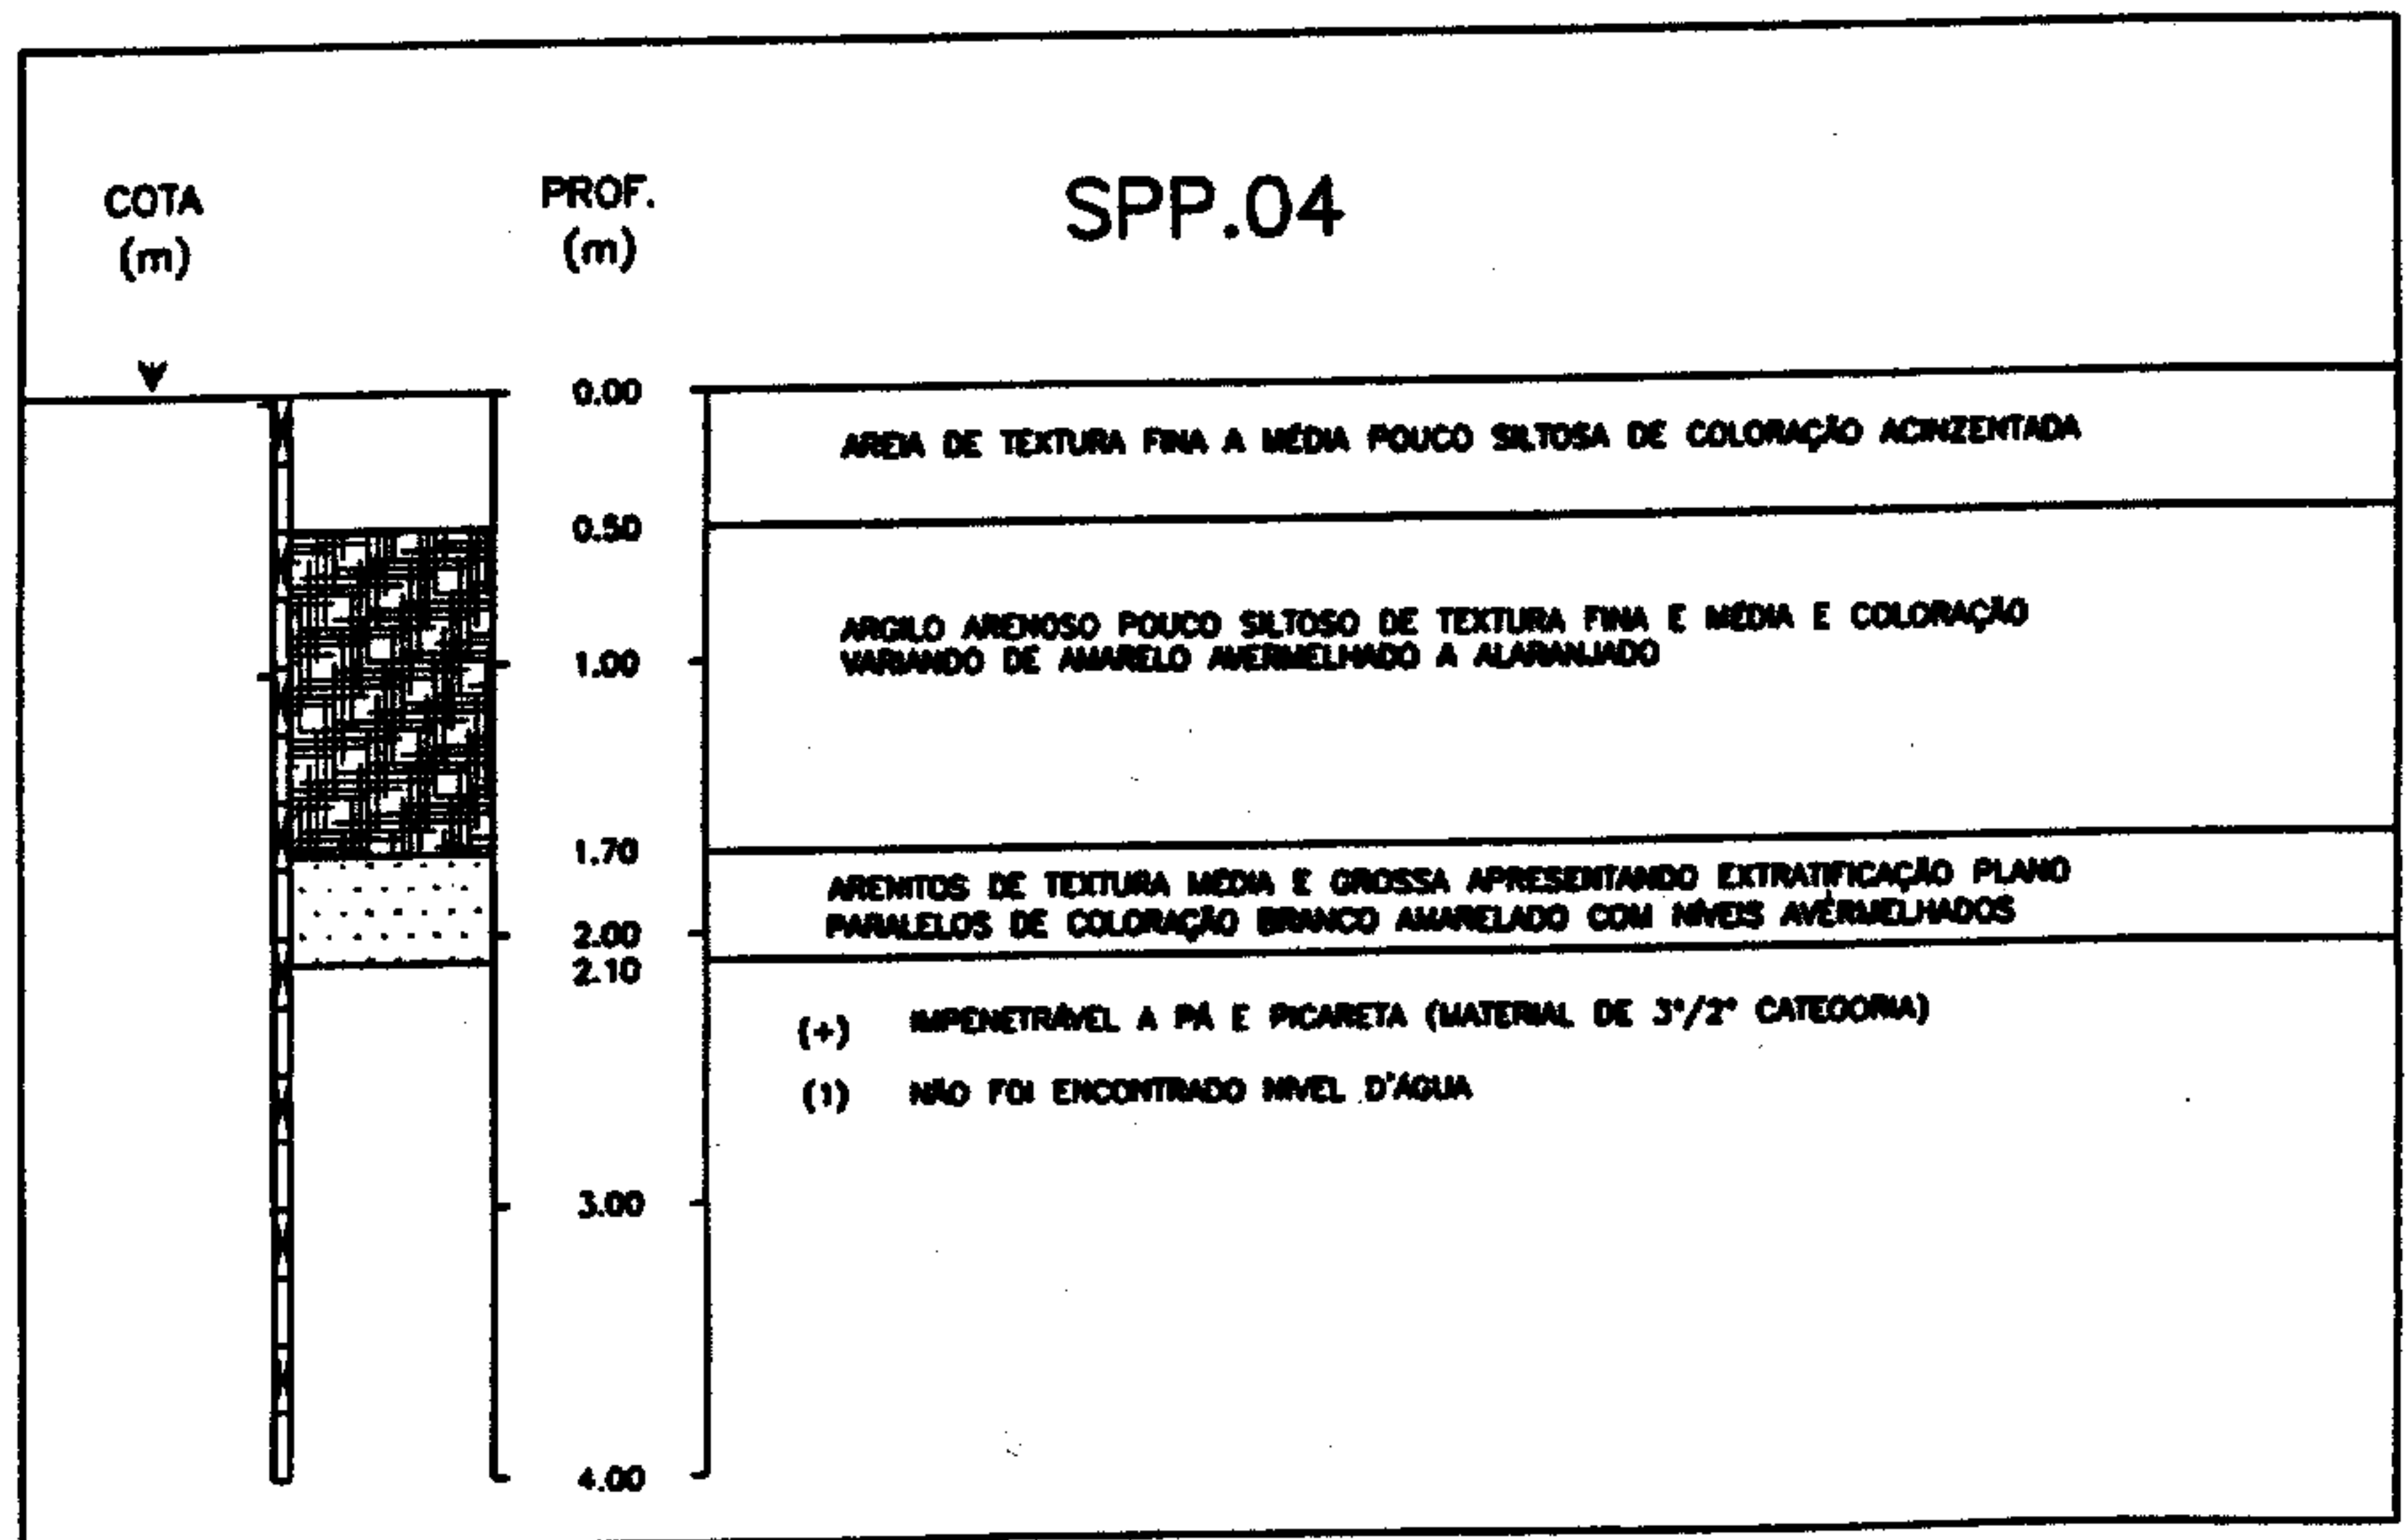 COTA
(m)
PROF.
(m)
SPP.04
0.00
AREIA DE TEXTURA FINA A MÉDIA POUCO SILTOSA DE COLORAÇÃO ACINZENTADA
0.50
ARGILO ARENOSO POUCO SILTOSO DE TEXTURA FINA E MÉDIA E COLORAÇÃO
VARIANDO DE AMARELO AVERMELHADO A ALARANJADO
1.00
1.70
ARENITOS DE TEXTURA MÉDIA E GROSSA APRESENTANDO EXTRATIFICAÇÃO PLANO
PARALELOS DE COLORAÇÃO BRANCO AMARELADO COM NÍVEIS AVERMELHADOS
2.00
2.10
(+) IMPENETRÁVEL A PÁ E PICARETA (MATERIAL DE 3ª/2ª CATEGORIA)
(1) NÃO FOI ENCONTRADO NIVEL D'ÁGUA
3.00
4.00